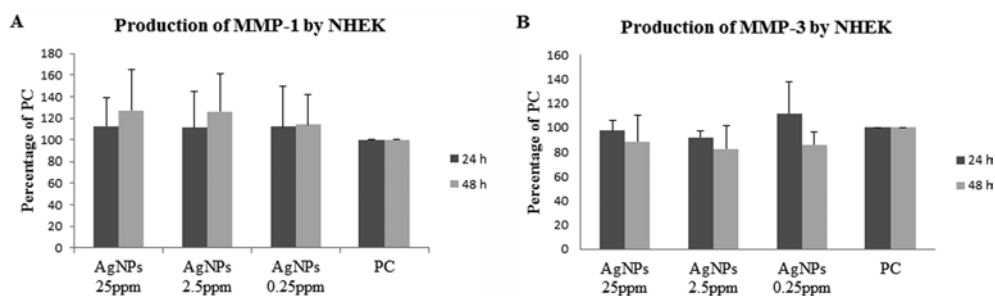 A
Production of MMP-1 by NHEK
Percentage of PC
180
160
140
120
100
80
60
40
20
0
AgNPs
25ppm
AgNPs
2.5ppm
AgNPs
0.25ppm
PC
24 h
48 h
B
Production of MMP-3 by NHEK
Percentage of PC
160
140
120
100
80
60
40
20
0
AgNPs
25ppm
AgNPs
2.5ppm
AgNPs
0.25ppm
PC
24 h
48 h